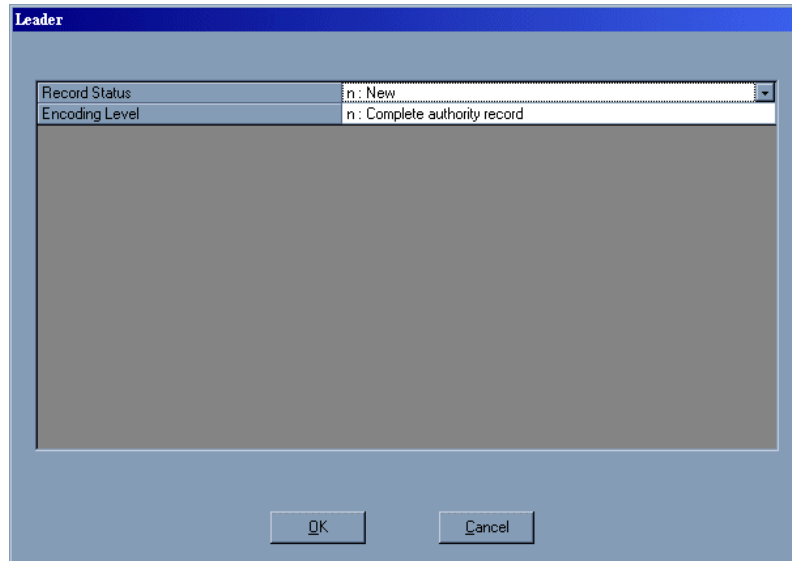 Leader
Record Status n : New
Encoding Level n : Complete authority record
OK Cancel